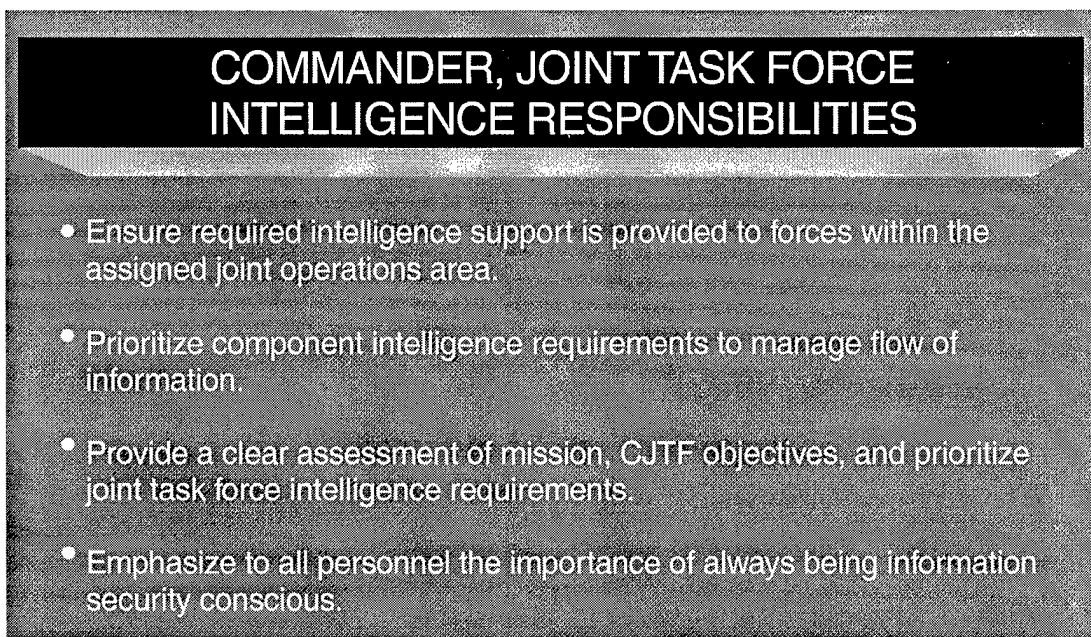 COMMANDER, JOINT TASK FORCE
INTELLIGENCE RESPONSIBILITIES
• Ensure required intelligence support is provided to forces within the
assigned joint operations area.
• Prioritize component intelligence requirements to manage flow of
information.
• Provide a clear assessment of mission, CJTF objectives, and prioritize
joint task force intelligence requirements.
• Emphasize to all personnel the importance of always being information
security conscious.